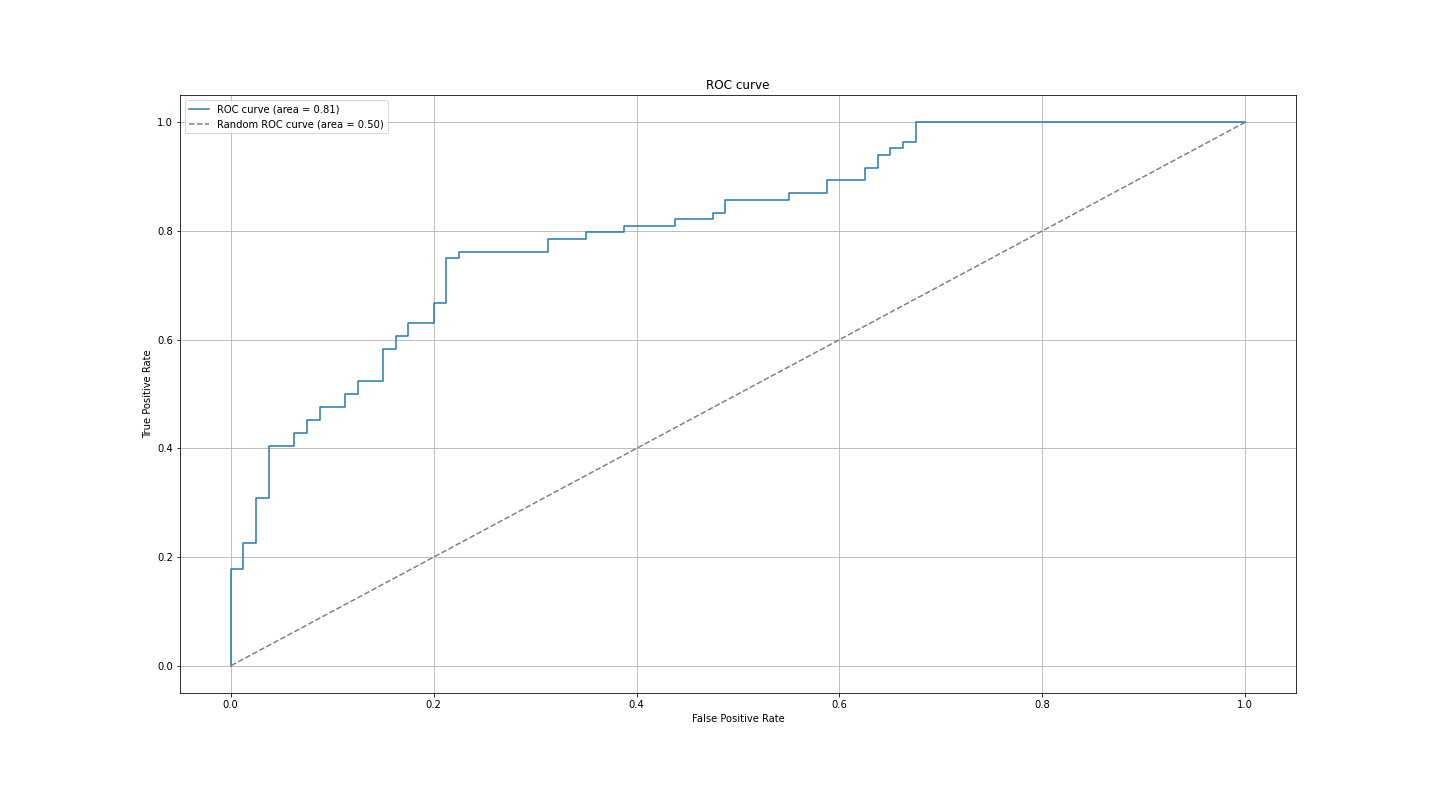 ROC curve
ROC curve (area = 0.81)
Random ROC curve (area = 0.50)
1.0
0.8
0.6
0.4
0.2
0.0
True Positive Rate
0.0 0.2 0.4 0.6 0.8 1.0
False Positive Rate